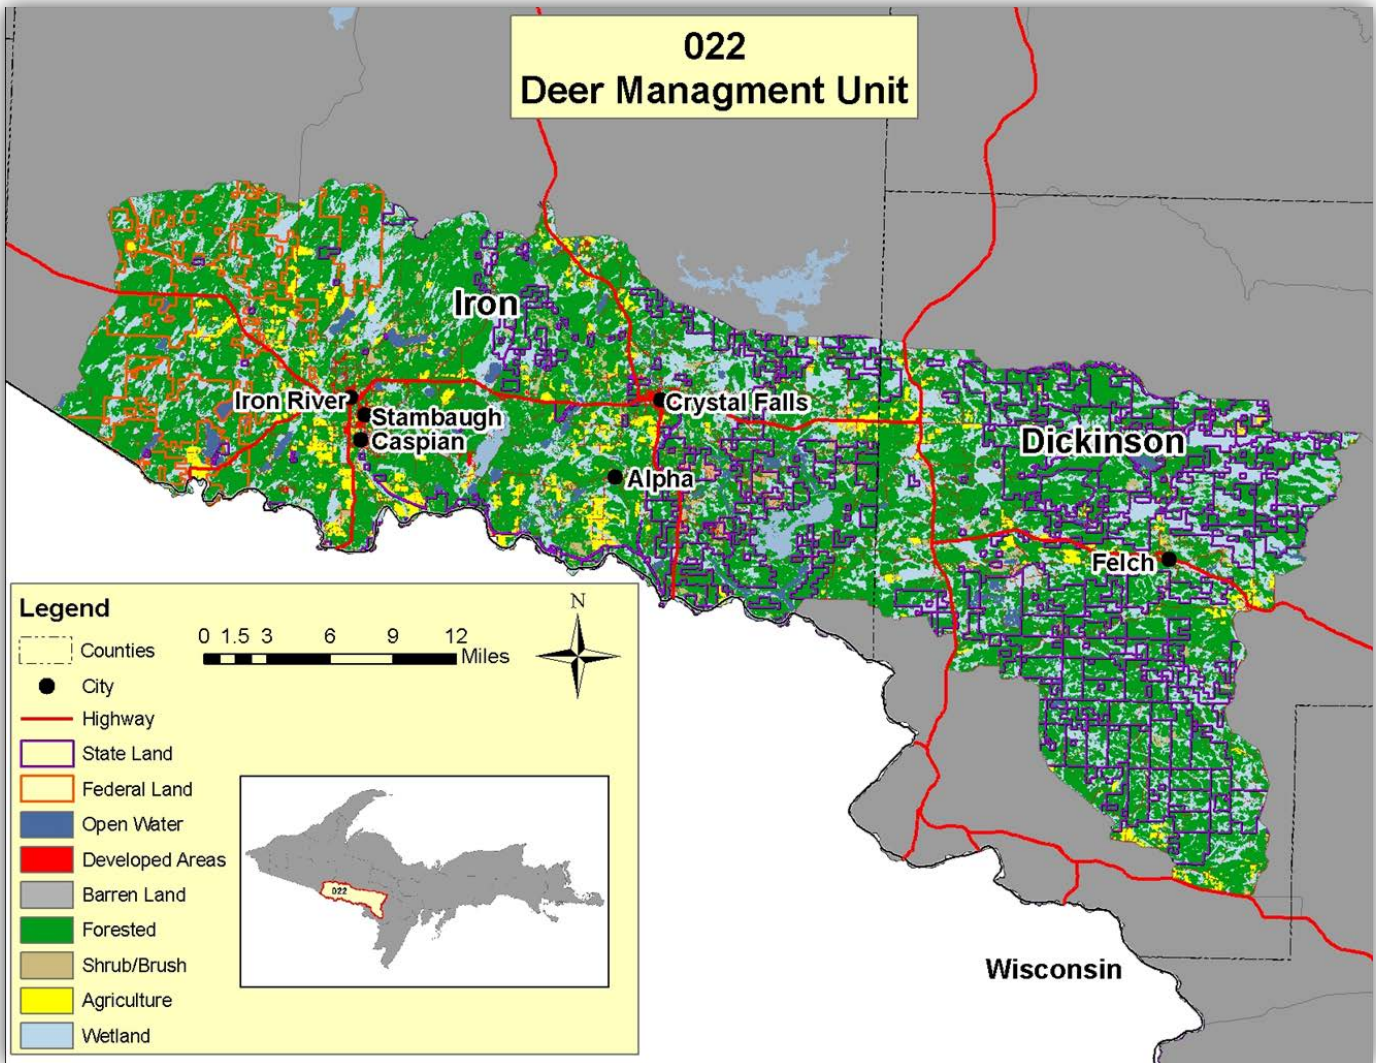 022
Deer Managment Unit
Iron
Iron River
Stambaugh
Caspian
Crystal Falls
Alpha
Dickinson
Felch
Wisconsin
Legend
Counties
City
Highway
State Land
Federal Land
Open Water
Developed Areas
Barren Land
Forested
Shrub/Brush
Agriculture
Wetland
0 1.5 3 6 9 12
Miles
N
022